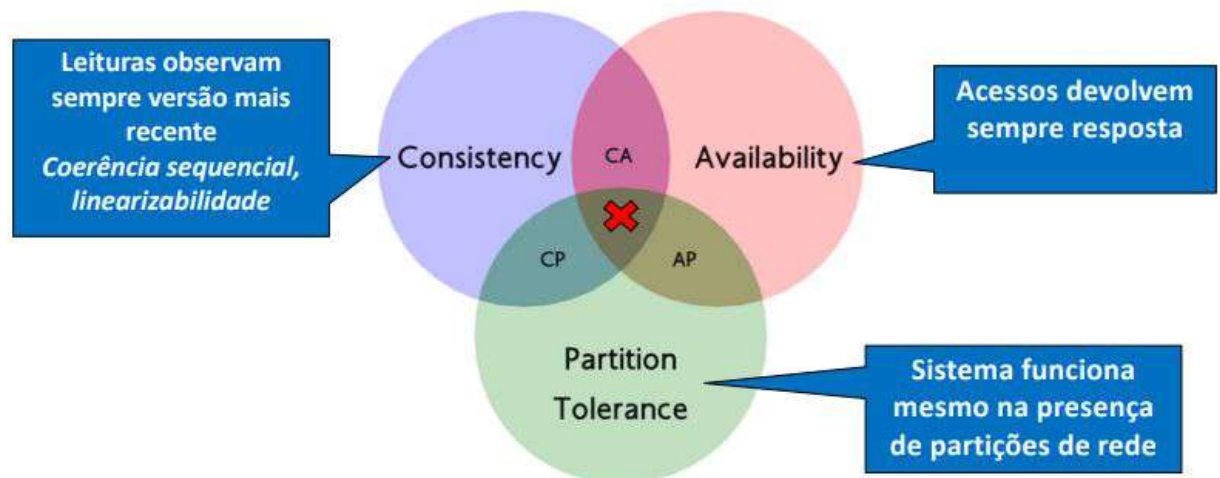 Leituras observam
sempre versão mais
recente
Coerência sequencial,
linearizabilidade
Consistency
CA
Availability
Acessos devolvem
sempre resposta
CP
AP
Partition
Tolerance
Sistema funciona
mesmo na presença
de partições de rede